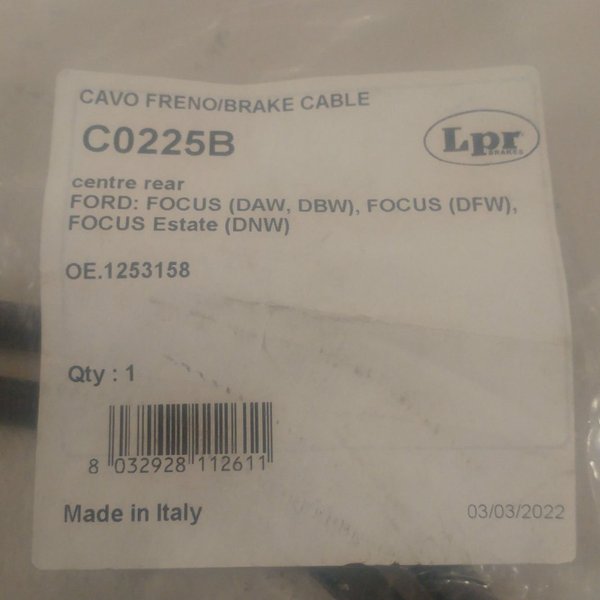 CAVO FRENO/BRAKE CABLE
C0225B
Lpr
BRAKES
centre rear
FORD: FOCUS (DAW, DBW), FOCUS (DFW),
FOCUS Estate (DNW)
OE.1253158
Qty : 1
8 032928 112611
Made in Italy
03/03/2022